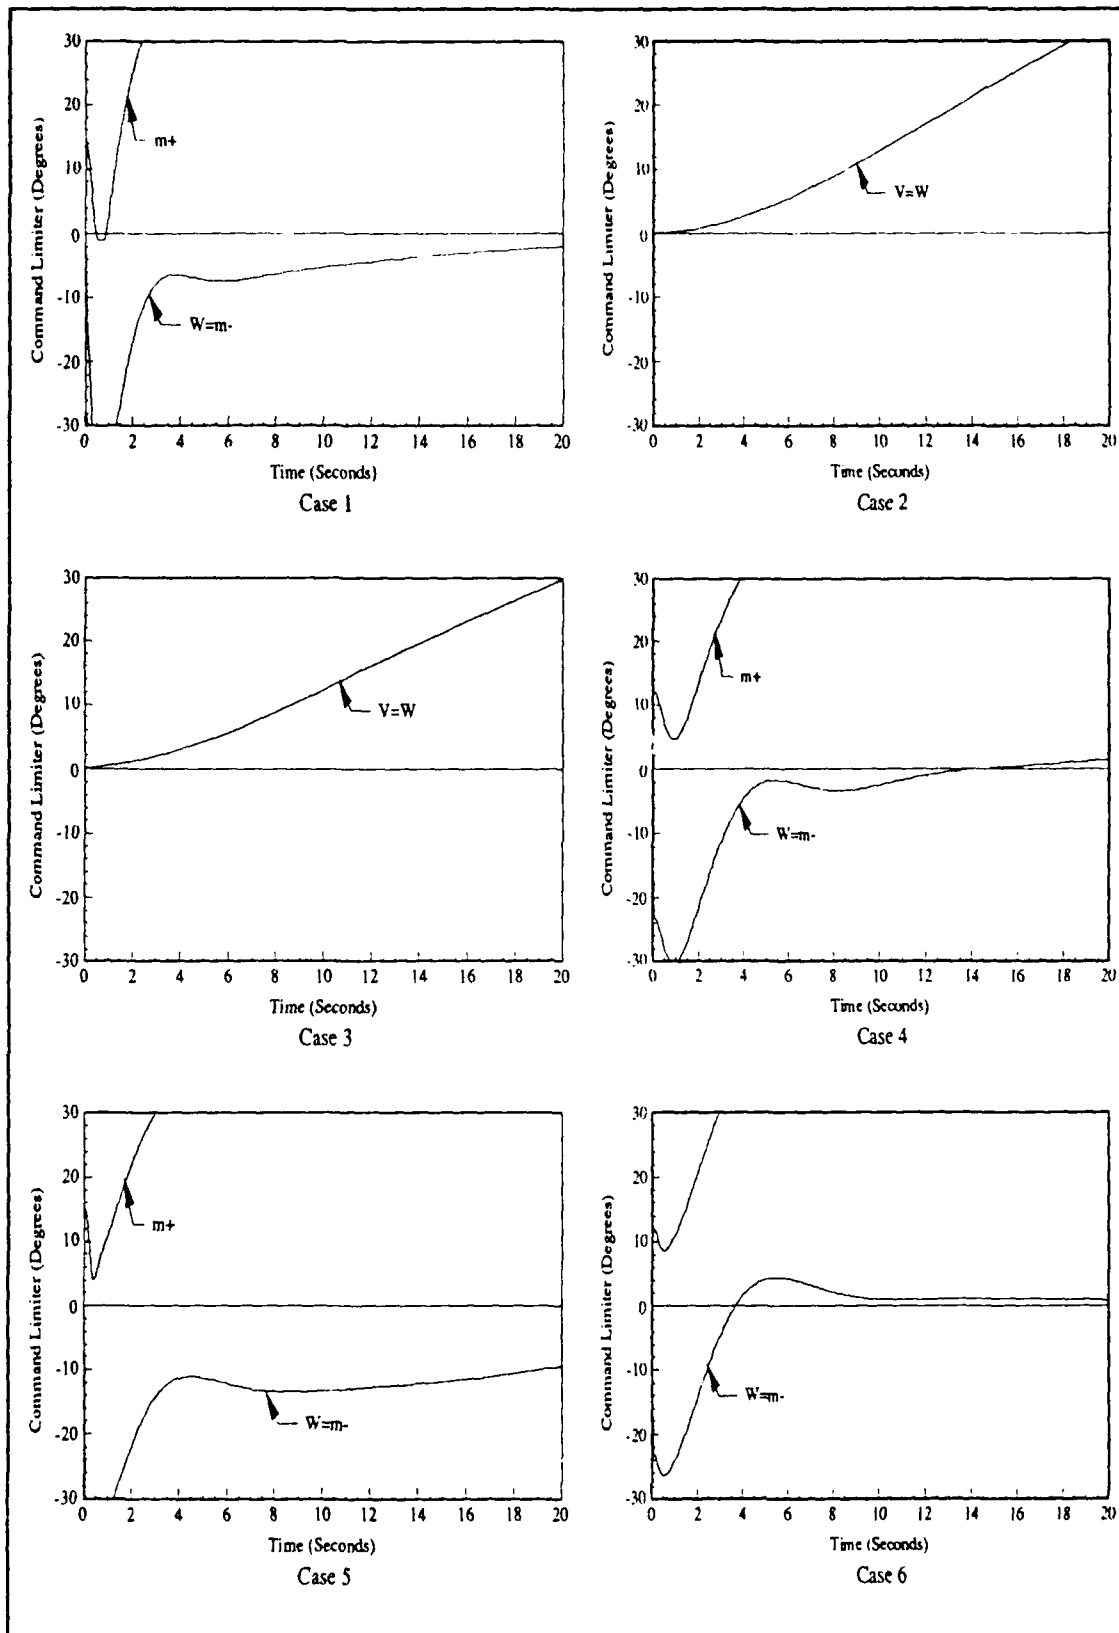 30
20
10
0
-10
-20
-30
Command Limiter (Degrees)
m+
W=m-
0 2 4 6 8 10 12 14 16 18 20
Time (Seconds)
Case 1
30
20
10
0
-10
-20
-30
Command Limiter (Degrees)
V=W
0 2 4 6 8 10 12 14 16 18 20
Time (Seconds)
Case 2
30
20
10
0
-10
-20
-30
Command Limiter (Degrees)
V=W
0 2 4 6 8 10 12 14 16 18 20
Time (Seconds)
Case 3
30
20
10
0
-10
-20
-30
Command Limiter (Degrees)
m+
W=m-
0 2 4 6 8 10 12 14 16 18 20
Time (Seconds)
Case 4
30
20
10
0
-10
-20
-30
Command Limiter (Degrees)
m+
W=m-
0 2 4 6 8 10 12 14 16 18 20
Time (Seconds)
Case 5
30
20
10
0
-10
-20
-30
Command Limiter (Degrees)
W=m-
0 2 4 6 8 10 12 14 16 18 20
Time (Seconds)
Case 6